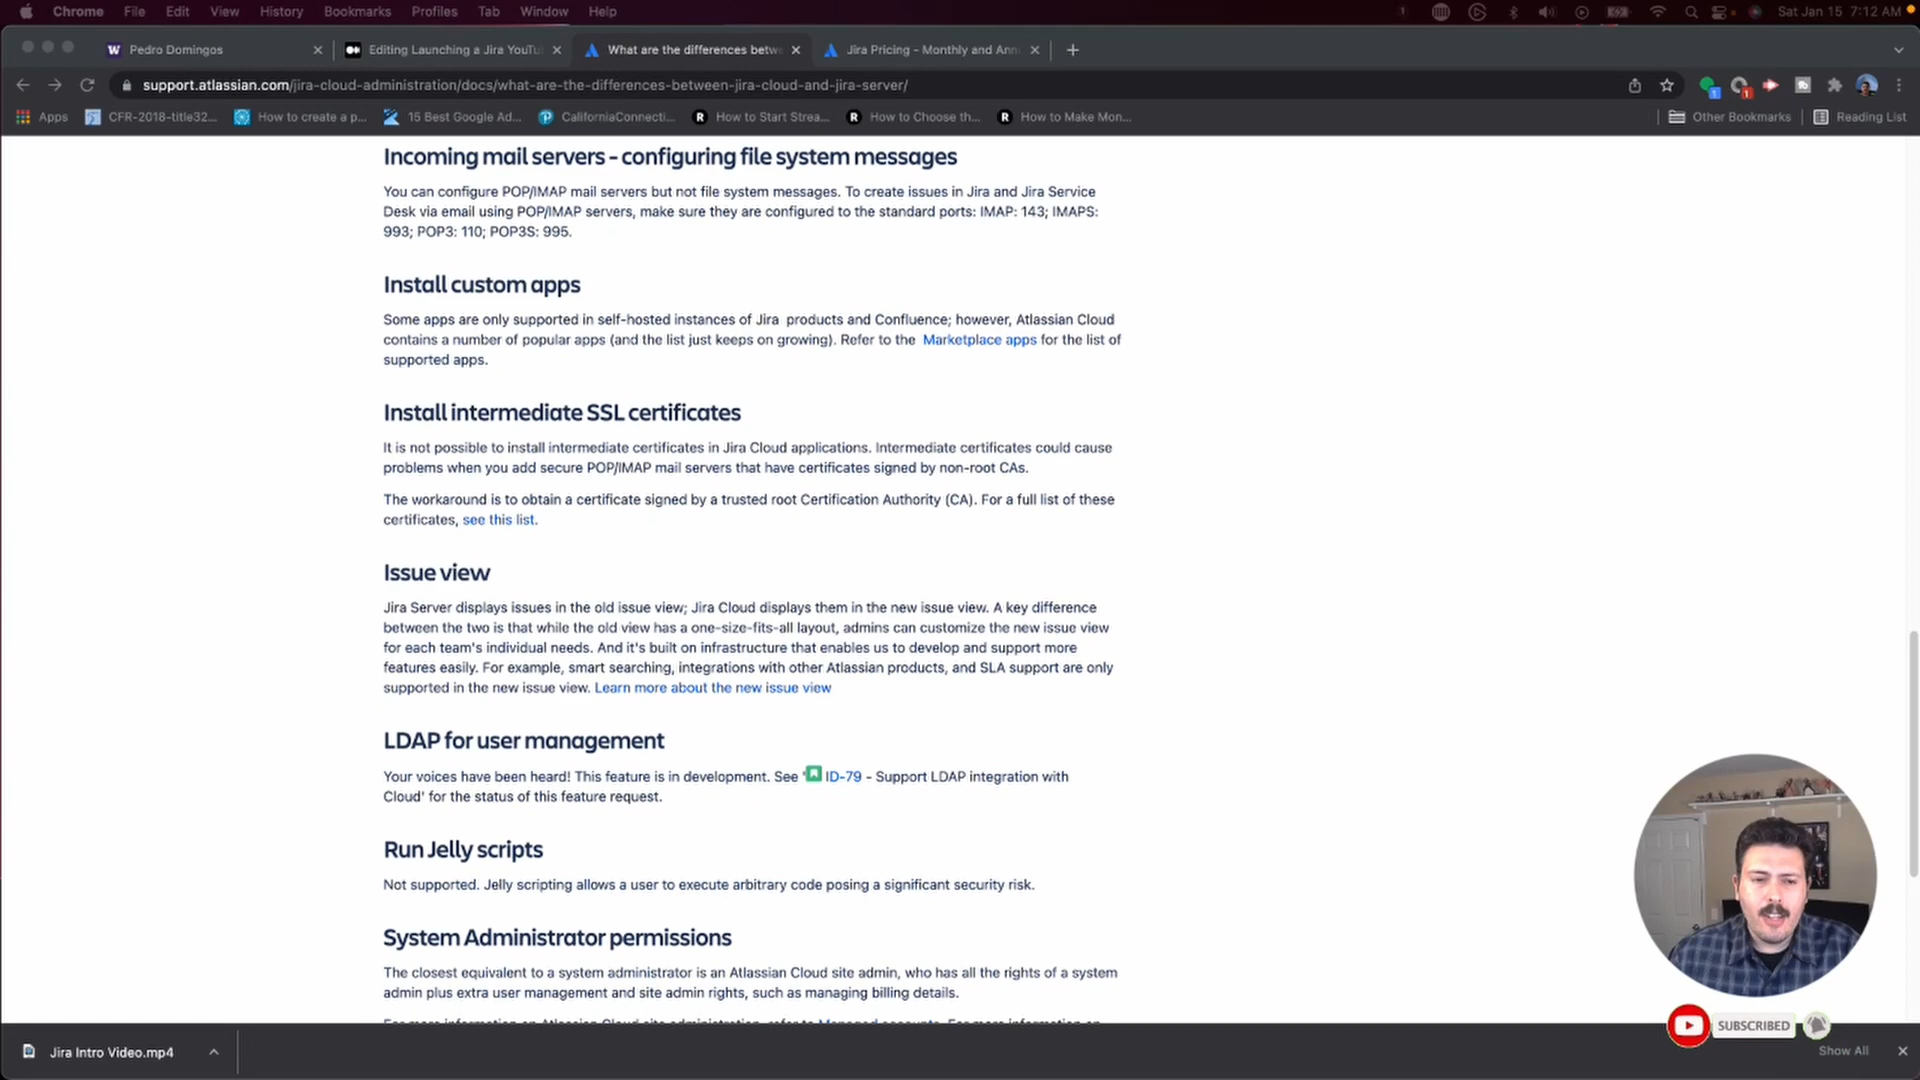 Chrome File Edit View History Bookmarks Profiles Tab Window Help Sat Jan 15 7:12 AM
Pedro Domingos Editing Launching a Jira YouTu What are the differences betw Jira Pricing - Monthly and Ann
support.atlassian.com/jira-cloud-administration/docs/what-are-the-differences-between-jira-cloud-and-jira-server/
Apps CFR-2018-title32... How to create a p... 15 Best Google Ad... CaliforniaConnecti... How to Start Strea... How to Choose th... How to Make Mon... Other Bookmarks Reading List
Incoming mail servers - configuring file system messages
You can configure POP/IMAP mail servers but not file system messages. To create issues in Jira and Jira Service
Desk via email using POP/IMAP servers, make sure they are configured to the standard ports: IMAP: 143; IMAPS:
993; POP3: 110; POP3S: 995.
Install custom apps
Some apps are only supported in self-hosted instances of Jira products and Confluence; however, Atlassian Cloud
contains a number of popular apps (and the list just keeps on growing). Refer to the Marketplace apps for the list of
supported apps.
Install intermediate SSL certificates
It is not possible to install intermediate certificates in Jira Cloud applications. Intermediate certificates could cause
problems when you add secure POP/IMAP mail servers that have certificates signed by non-root CAs.
The workaround is to obtain a certificate signed by a trusted root Certification Authority (CA). For a full list of these
certificates, see this list.
Issue view
Jira Server displays issues in the old issue view; Jira Cloud displays them in the new issue view. A key difference
between the two is that while the old view has a one-size-fits-all layout, admins can customize the new issue view
for each team's individual needs. And it's built on infrastructure that enables us to develop and support more
features easily. For example, smart searching, integrations with other Atlassian products, and SLA support are only
supported in the new issue view. Learn more about the new issue view
LDAP for user management
Your voices have been heard! This feature is in development. See ' ID-79 - Support LDAP integration with
Cloud' for the status of this feature request.
Run Jelly scripts
Not supported. Jelly scripting allows a user to execute arbitrary code posing a significant security risk.
System Administrator permissions
The closest equivalent to a system administrator is an Atlassian Cloud site admin, who has all the rights of a system
admin plus extra user management and site admin rights, such as managing billing details.
For more information on Atlassian Cloud site administration, refer to Managed accounts. For more information on
SUBSCRIBED
Jira Intro Video.mp4 Show All